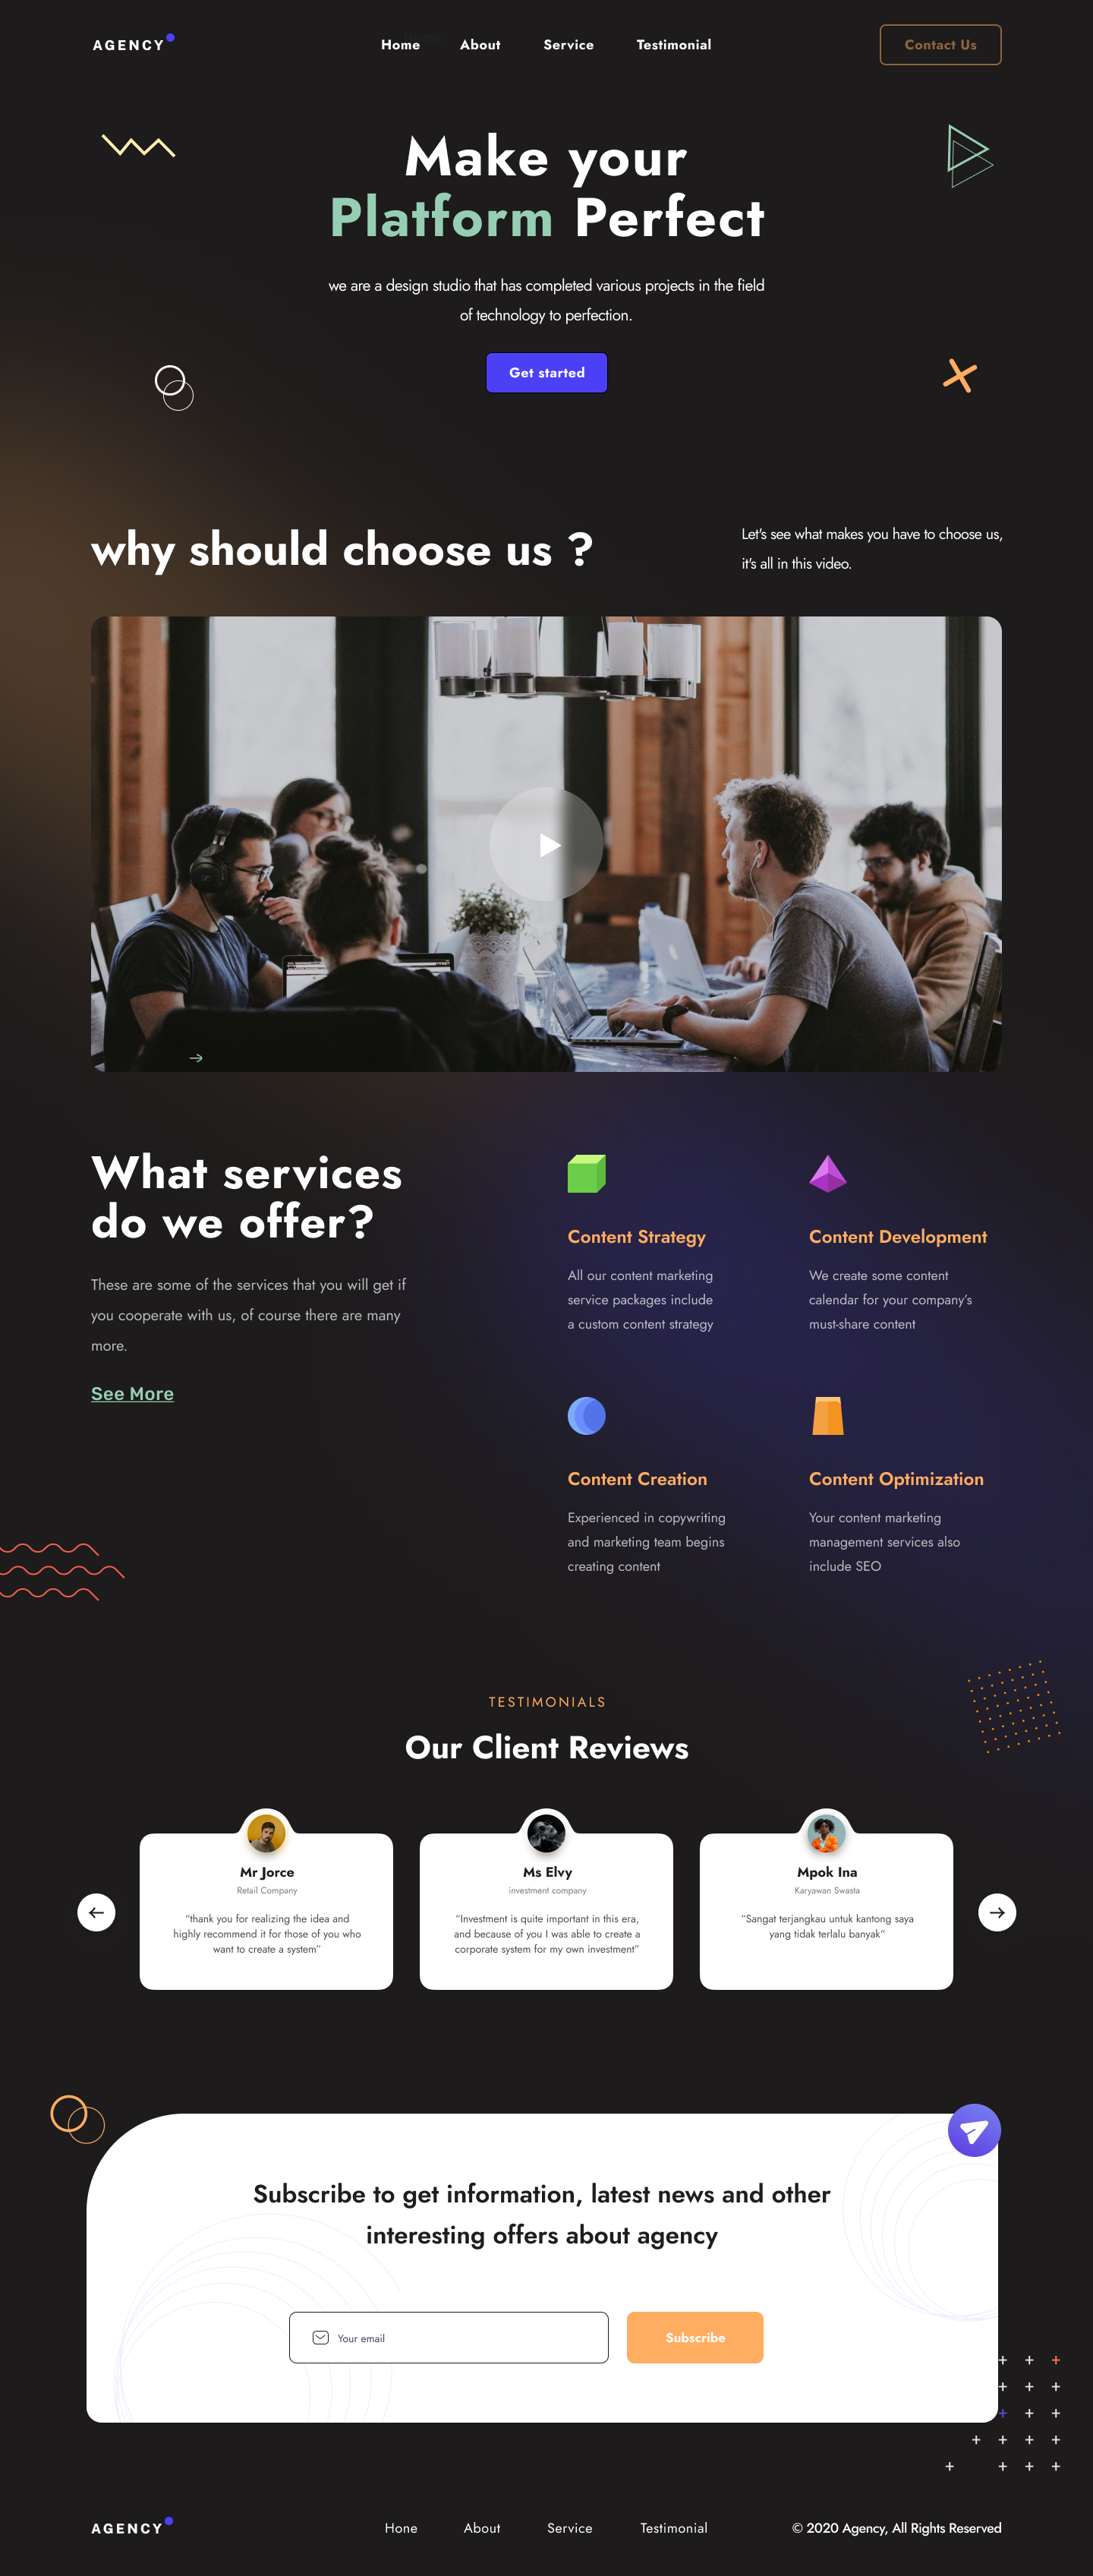 AGENCY
Home About Service Testimonial
Contact Us
Make your
Platform Perfect
we are a design studio that has completed various projects in the field
of technology to perfection.
Get started
why should choose us ?
Let's see what makes you have to choose us,
it's all in this video.
What services
do we offer?
These are some of the services that you will get if
you cooperate with us, of course there are many
more.
See More
Content Strategy
All our content marketing
service packages include
a custom content strategy
Content Development
We create some content
calendar for your company's
must-share content
Content Creation
Experienced in copywriting
and marketing team begins
creating content
Content Optimization
Your content marketing
management services also
include SEO
TESTIMONIALS
Our Client Reviews
Mr Jorce
Retail Company
"thank you for realizing the idea and
highly recommend it for those of you who
want to create a system"
Ms Elvy
investment company
"Investment is quite important in this era,
and because of you I was able to create a
corporate system for my own investment"
Mpok Ina
Karyawan Swasta
"Sangat terjangkau untuk kantong saya
yang tidak terlalu banyak"
Subscribe to get information, latest news and other
interesting offers about agency
Your email
Subscribe
AGENCY
Hone About Service Testimonial
© 2020 Agency, All Rights Reserved